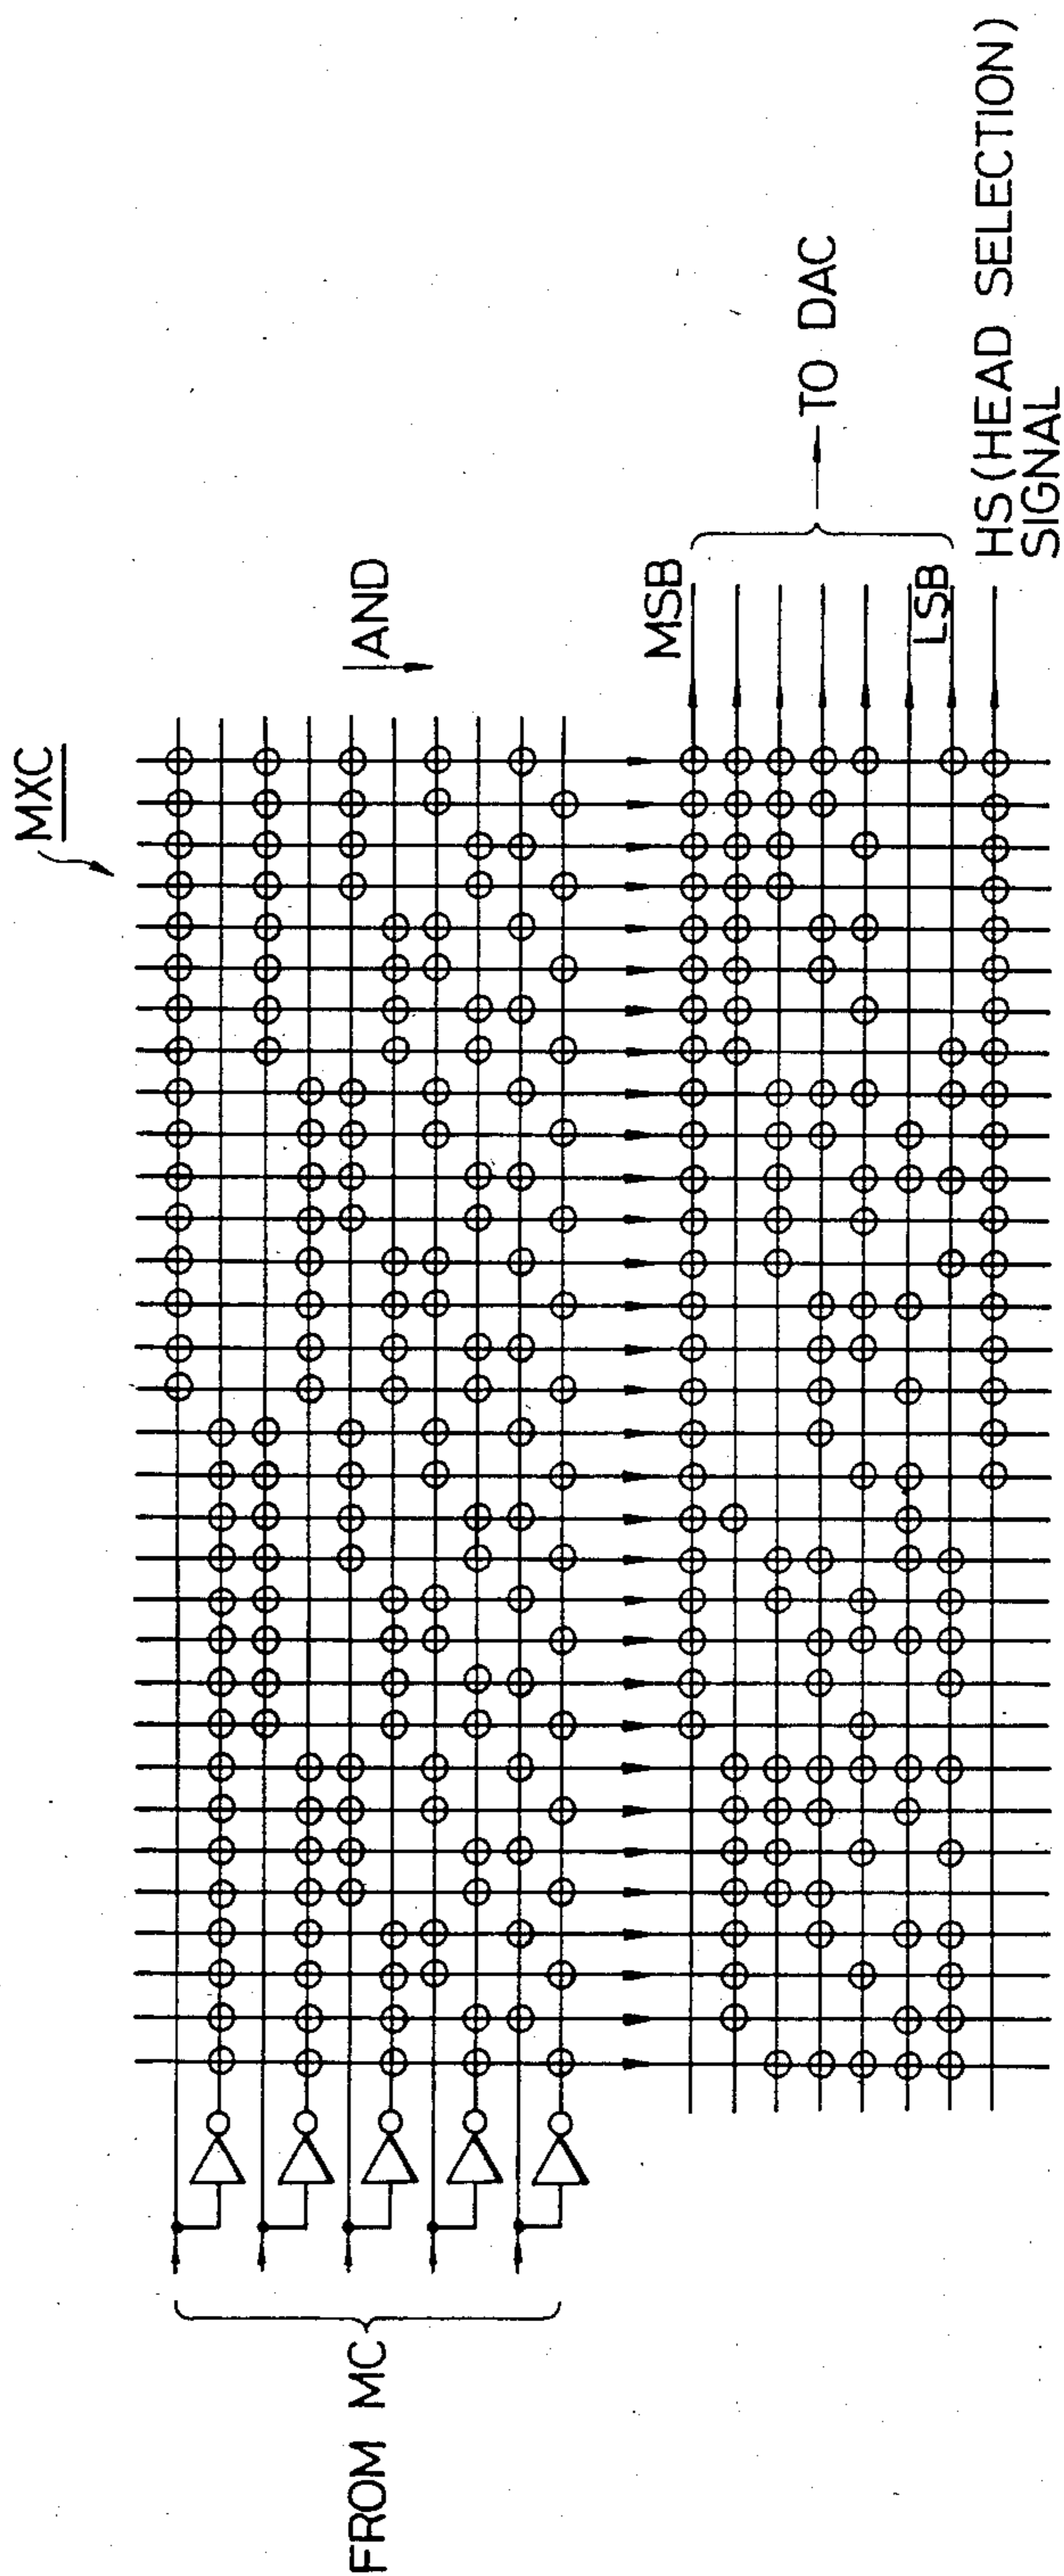 MXC
AND
FROM MC
MSB
TO DAC
LSB
HS(HEAD SELECTION)
SIGNAL